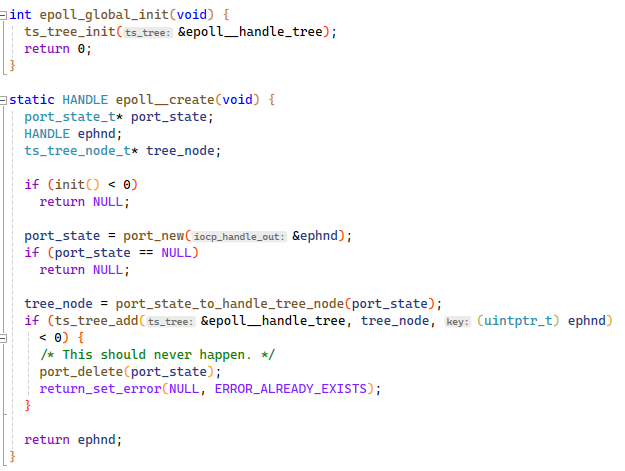 int epoll_global_init(void) {
  ts_tree_init(ts_tree: &epoll__handle_tree);
  return 0;
}

static HANDLE epoll__create(void) {
  port_state_t* port_state;
  HANDLE ephnd;
  ts_tree_node_t* tree_node;

  if (init() < 0)
    return NULL;

  port_state = port_new(iocp_handle_out: &ephnd);
  if (port_state == NULL)
    return NULL;

  tree_node = port_state_to_handle_tree_node(port_state);
  if (ts_tree_add(ts_tree: &epoll__handle_tree, tree_node, key: (uintptr_t) ephnd)
    < 0) {
    /* This should never happen. */
    port_delete(port_state);
    return_set_error(NULL, ERROR_ALREADY_EXISTS);
  }

  return ephnd;
}